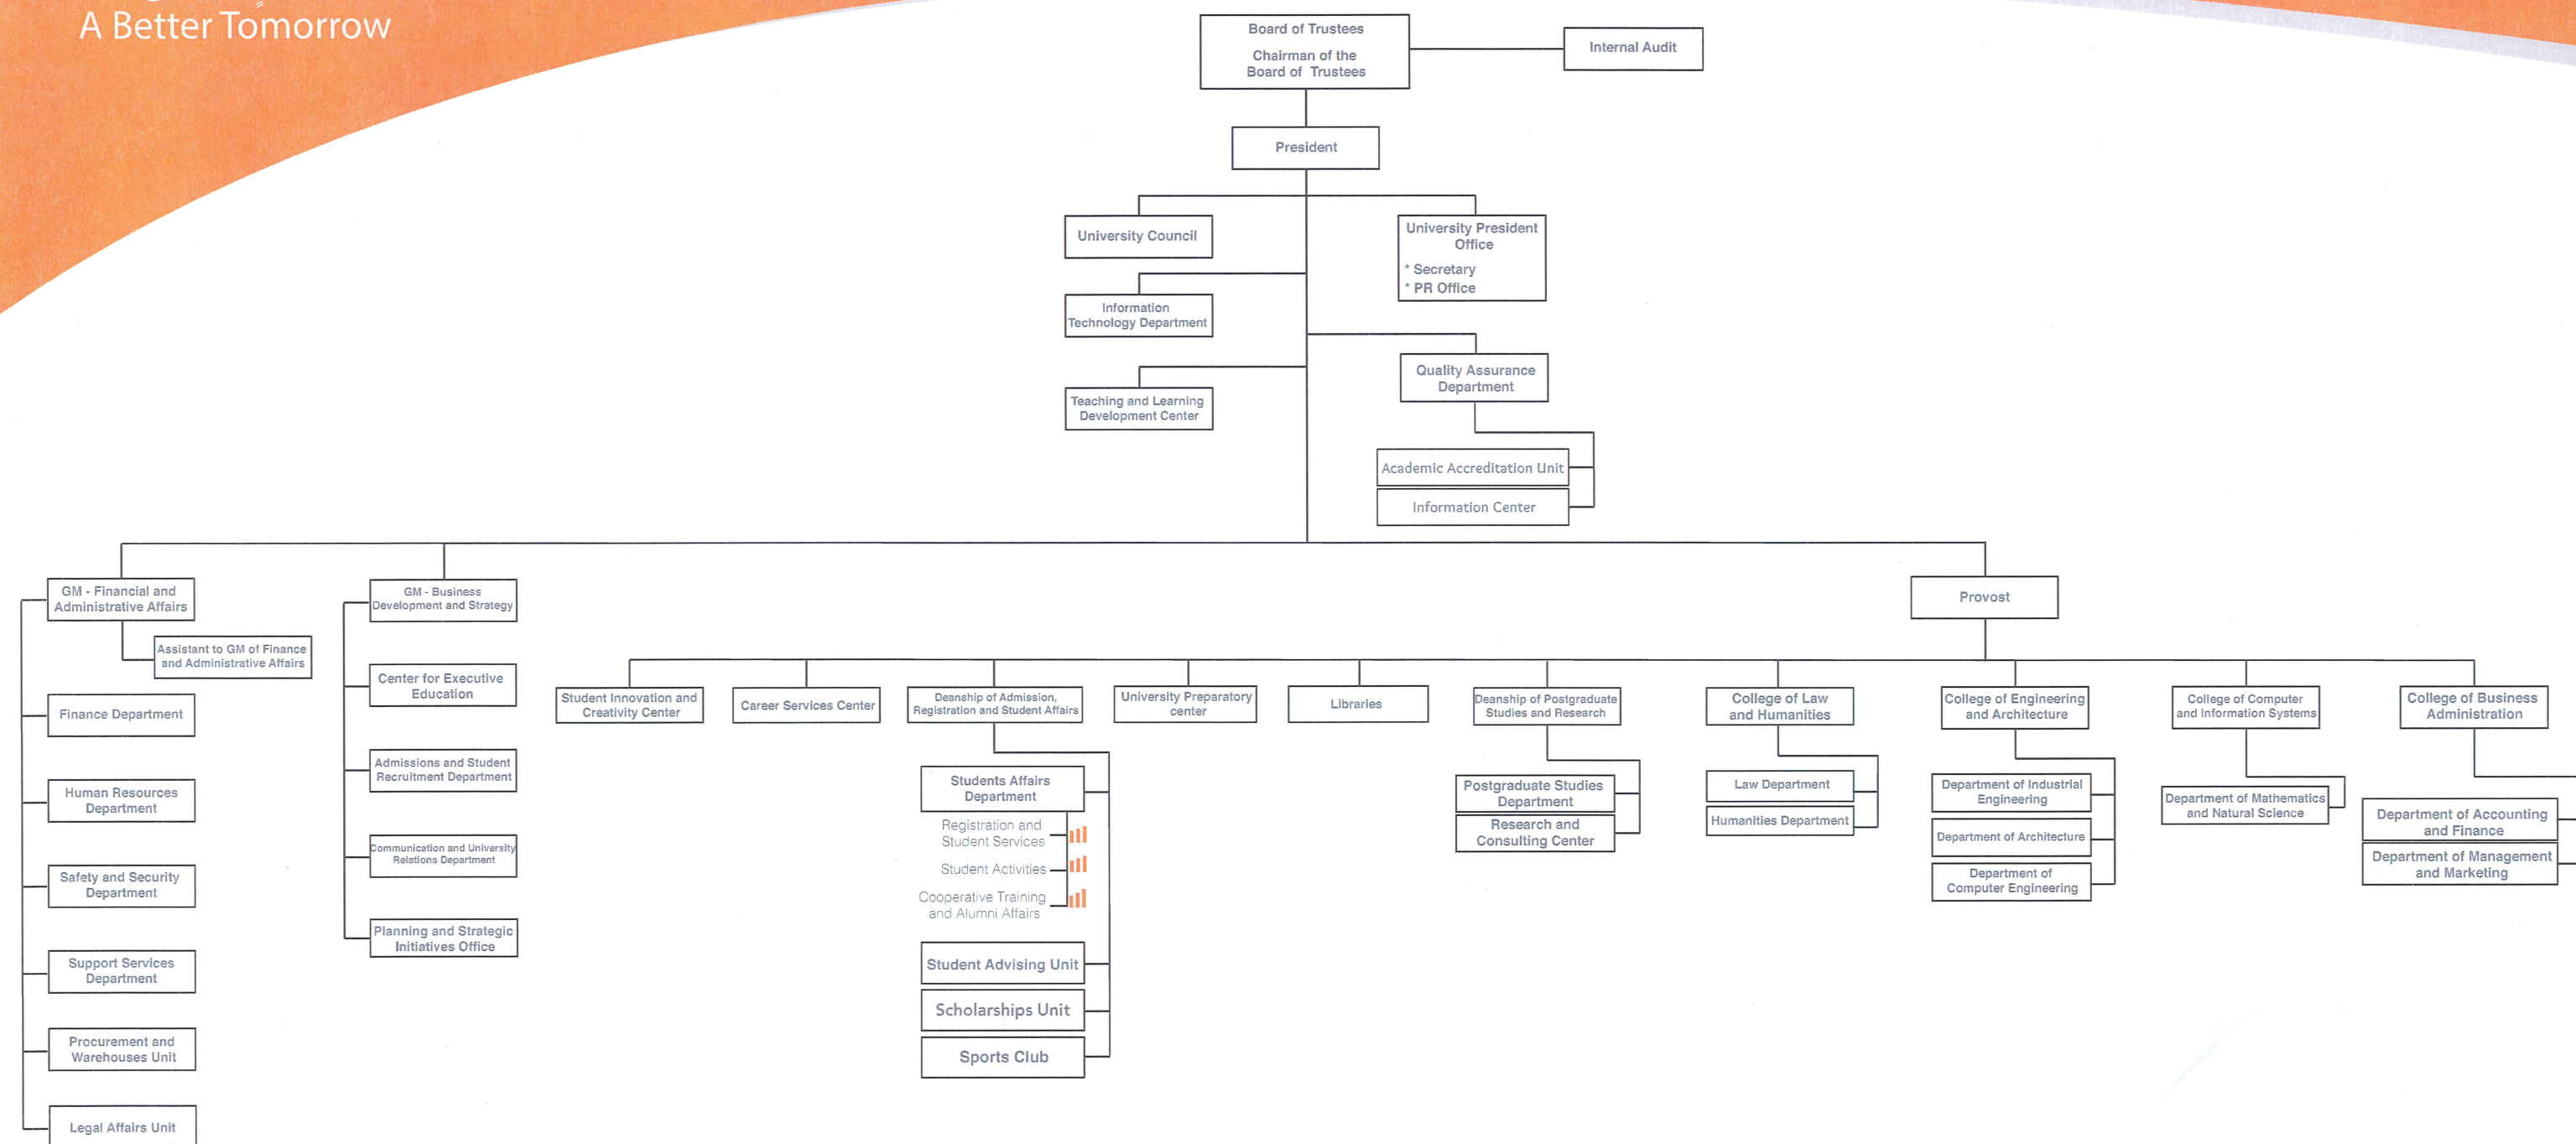 A Better Tomorrow
Board of Trustees
Chairman of the
Board of Trustees
Internal Audit
President
University Council
University President
Office
* Secretary
* PR Office
Information
Technology Department
Quality Assurance
Department
Teaching and Learning
Development Center
Academic Accreditation Unit
Information Center
GM - Financial and
Administrative Affairs
Assistant to GM of Finance
and Administrative Affairs
Finance Department
Human Resources
Department
Safety and Security
Department
Support Services
Department
Procurement and
Warehouses Unit
Legal Affairs Unit
GM - Business
Development and Strategy
Center for Executive
Education
Admissions and Student
Recruitment Department
Communication and University
Relations Department
Planning and Strategic
Initiatives Office
Provost
Student Innovation and
Creativity Center
Career Services Center
Deanship of Admission,
Registration and Student Affairs
Students Affairs
Department
Registration and
Student Services
Student Activities
Cooperative Training
and Alumni Affairs
Student Advising Unit
Scholarships Unit
Sports Club
University Preparatory
center
Libraries
Deanship of Postgraduate
Studies and Research
Postgraduate Studies
Department
Research and
Consulting Center
College of Law
and Humanities
Law Department
Humanities Department
College of Engineering
and Architecture
Department of Industrial
Engineering
Department of Architecture
Department of
Computer Engineering
College of Computer
and Information Systems
Department of Mathematics
and Natural Science
College of Business
Administration
Department of Accounting
and Finance
Department of Management
and Marketing